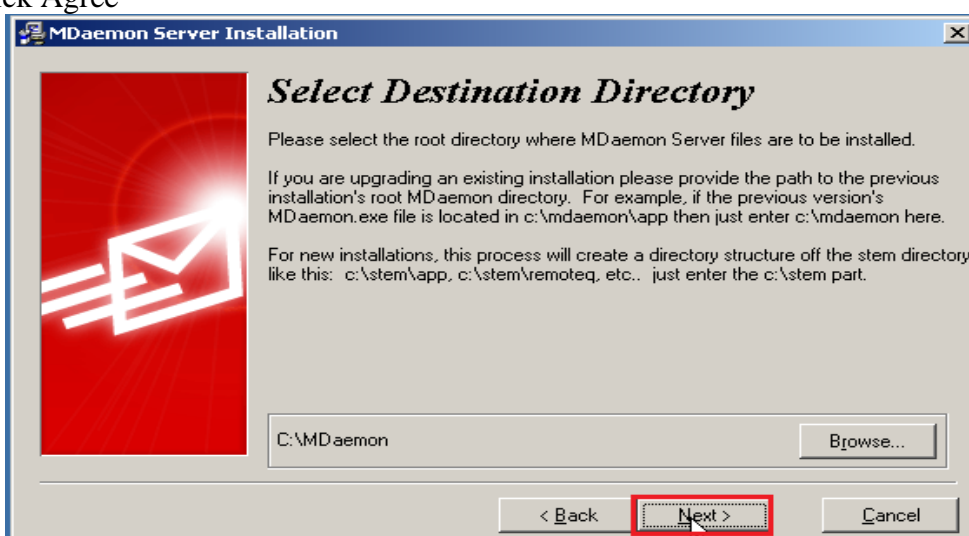 Agree
MDaemon Server Installation
Select Destination Directory
Please select the root directory where MDaemon Server files are to be installed.
If you are upgrading an existing installation please provide the path to the previous
installation's root MDaemon directory. For example, if the previous version's
MDaemon.exe file is located in c:\mdaemon\app then just enter c:\mdaemon here.
For new installations, this process will create a directory structure off the stem directory
like this: c:\stem\app, c:\stem\remoteq, etc.. just enter the c:\stem part.
C:\MDaemon
Browse...
< Back
Next >
Cancel